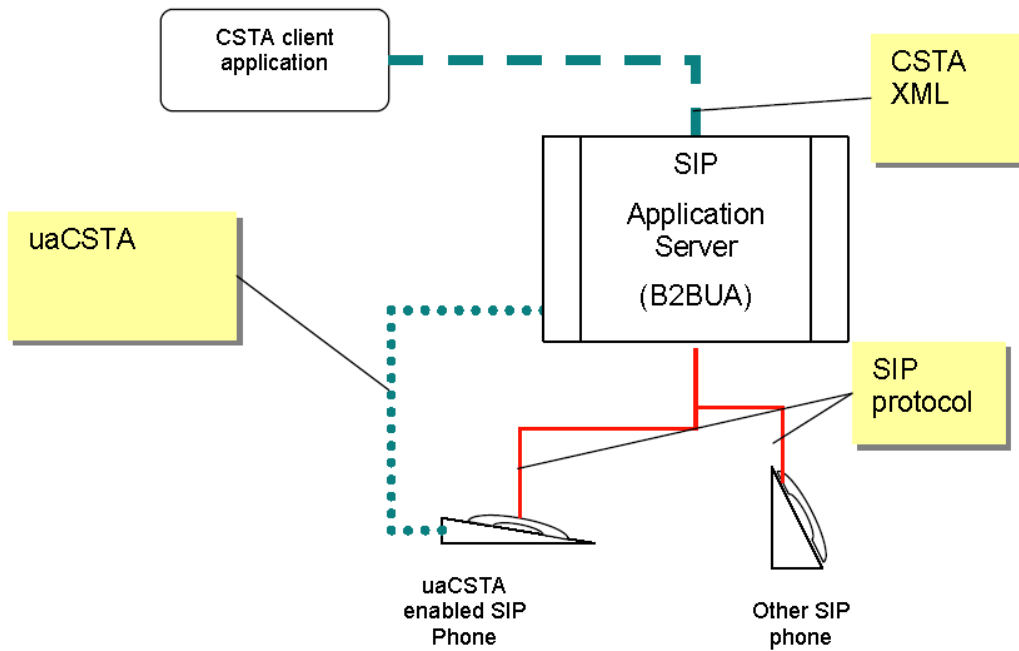 CSTA client
application
CSTA
XML
SIP
Application
Server
(B2BUA)
uaCSTA
SIP
protocol
uaCSTA
enabled SIP
Phone
Other SIP
phone